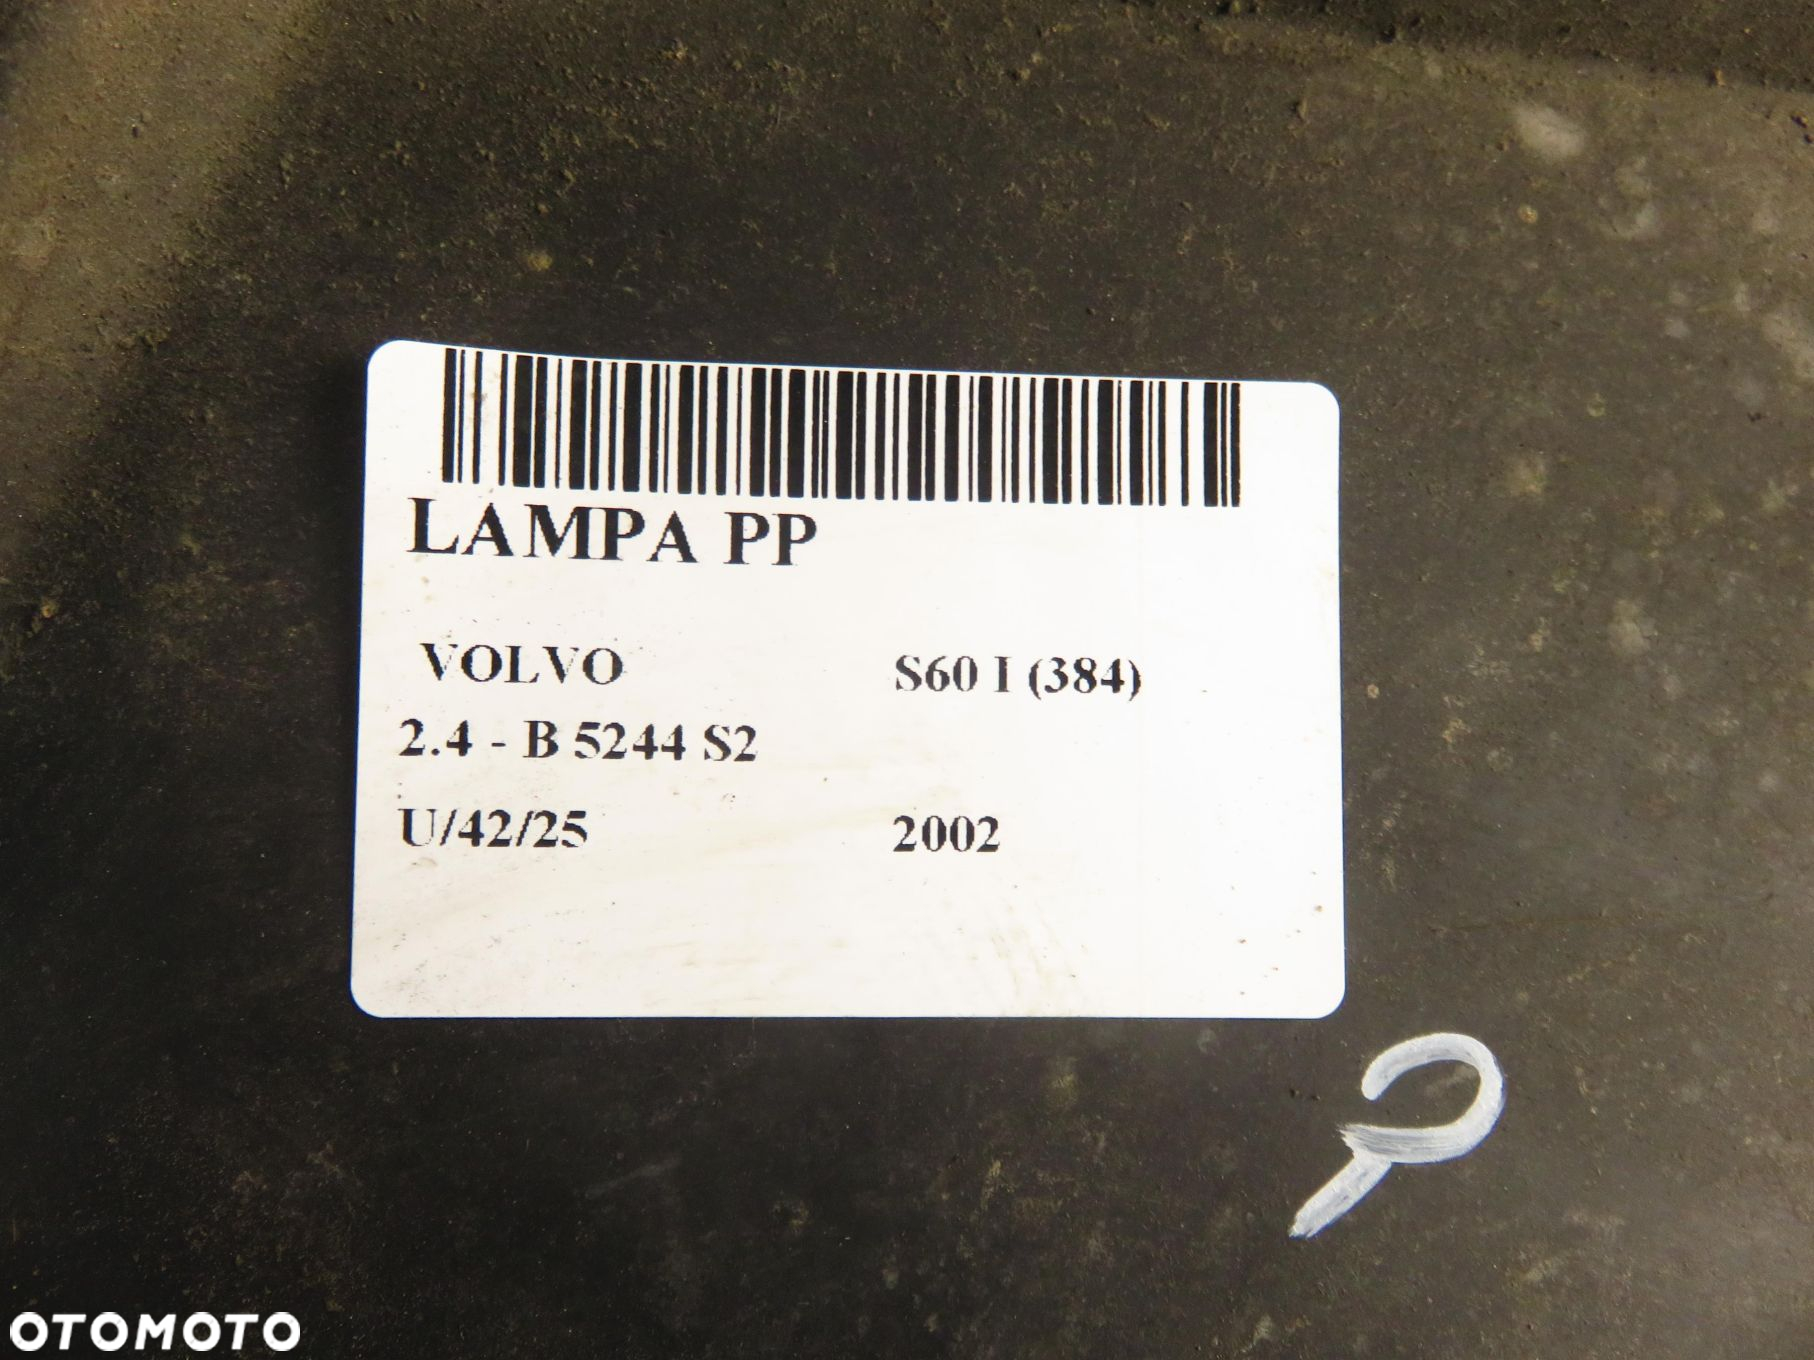 LAMPA PP
VOLVO S60 I (384)
2.4 - B 5244 S2
U/42/25 2002
P
OTOMOTO